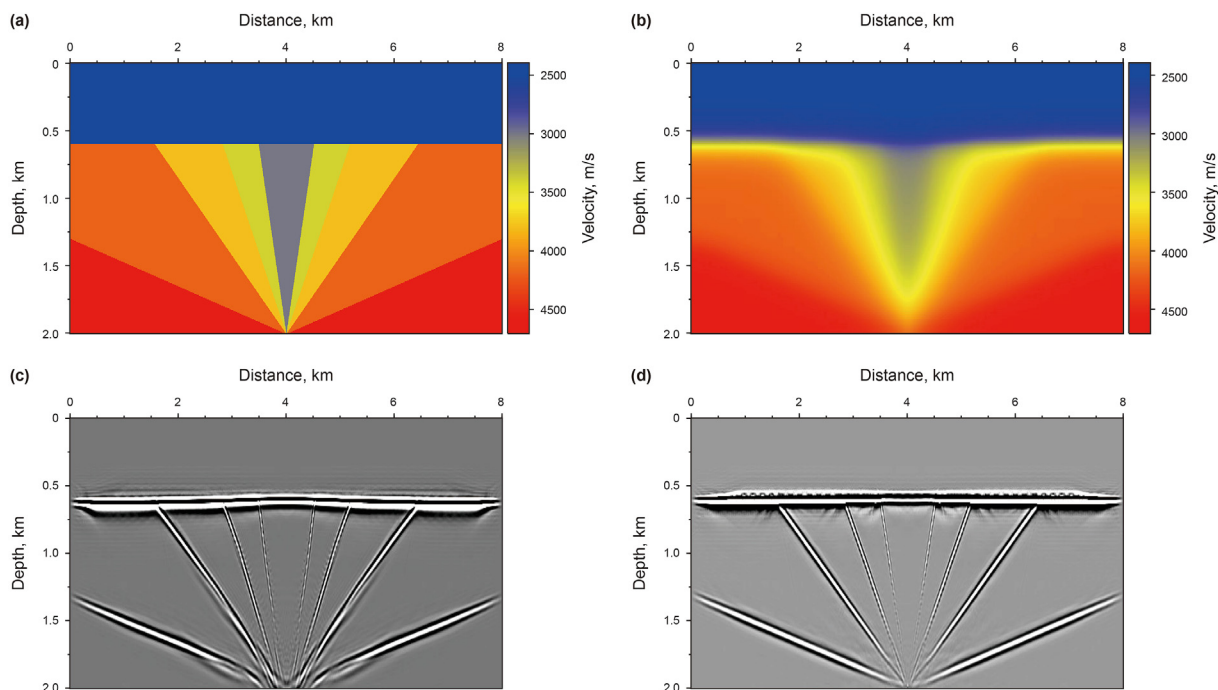 (a)
Distance, km
0 2 4 6 8
0
0.5
1.0
1.5
2.0
Depth, km
2500
3000
3500
4000
4500
Velocity, m/s
(b)
Distance, km
0 2 4 6 8
0
0.5
1.0
1.5
2.0
Depth, km
2500
3000
3500
4000
4500
Velocity, m/s
(c)
Distance, km
0 2 4 6 8
0
0.5
1.0
1.5
2.0
Depth, km
(d)
Distance, km
0 2 4 6 8
0
0.5
1.0
1.5
2.0
Depth, km